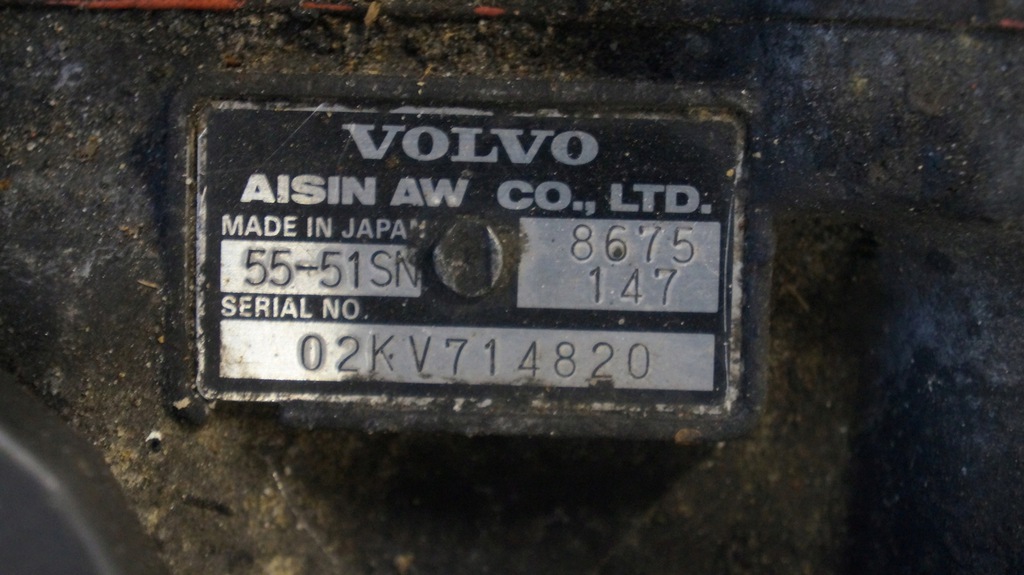 VOLVO
AISIN AW CO., LTD.
MADE IN JAPAN
8675
55-51SN
147
SERIAL NO.
02KV714820